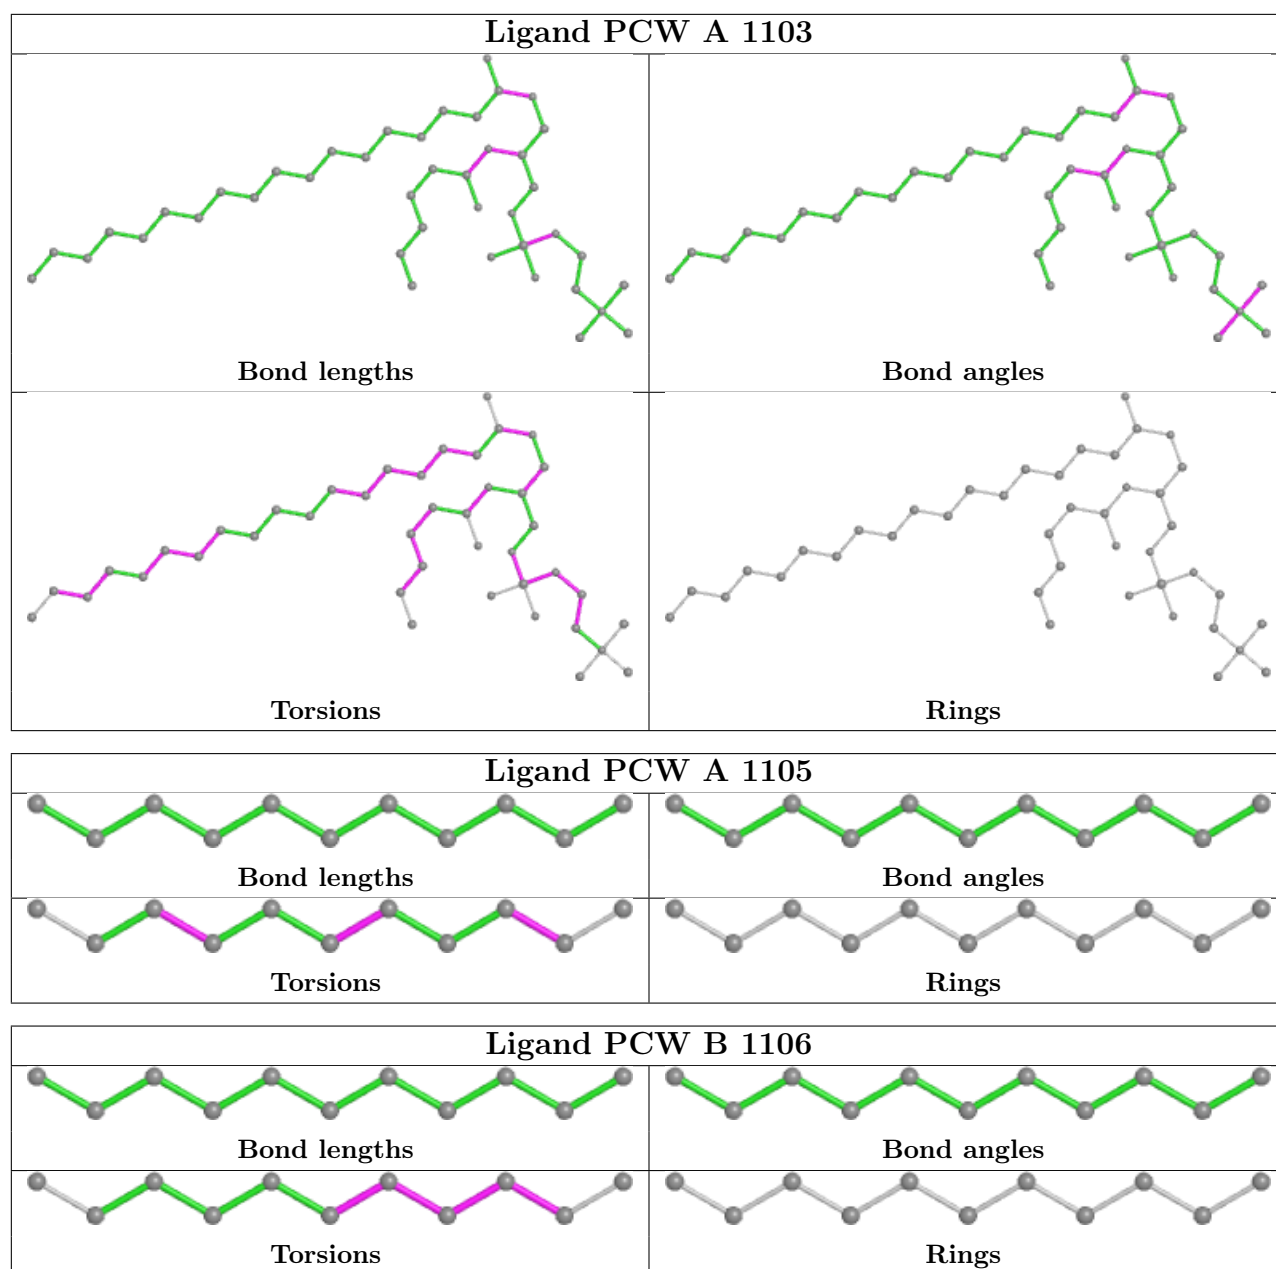 Ligand PCW A 1103
Bond lengths
Bond angles
Torsions
Rings
Ligand PCW A 1105
Bond lengths
Bond angles
Torsions
Rings
Ligand PCW B 1106
Bond lengths
Bond angles
Torsions
Rings